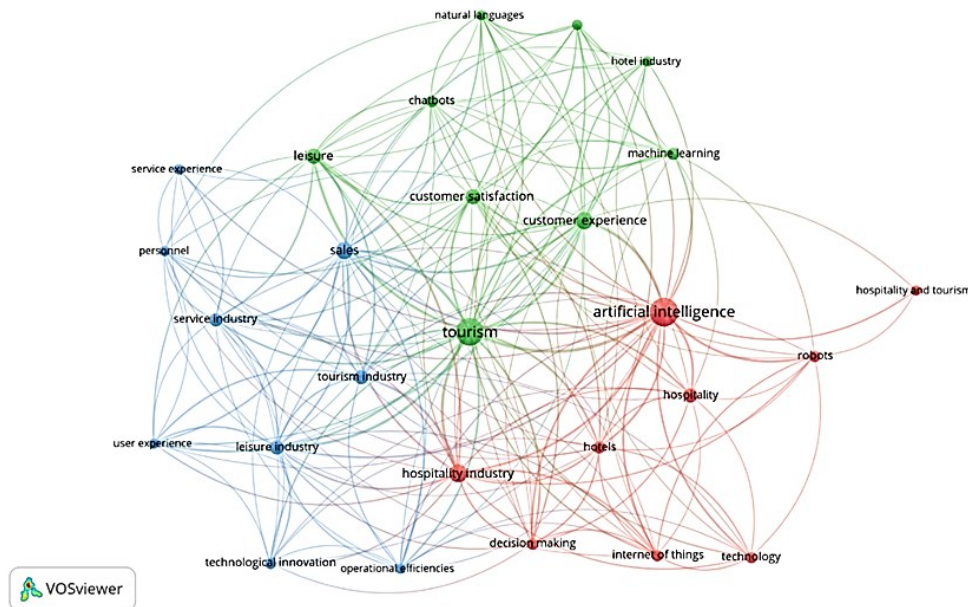 natural languages
hotel industry
chatbots
machine learning
leisure
service experience
customer satisfaction
customer experience
personnel
sales
hospitality and tourism
artificial intelligence
service industry
tourism
robots
tourism industry
hospitality
user experience
leisure industry
hotels
hospitality industry
decision making
internet of things
technology
technological innovation
operational efficiencies
VOSviewer